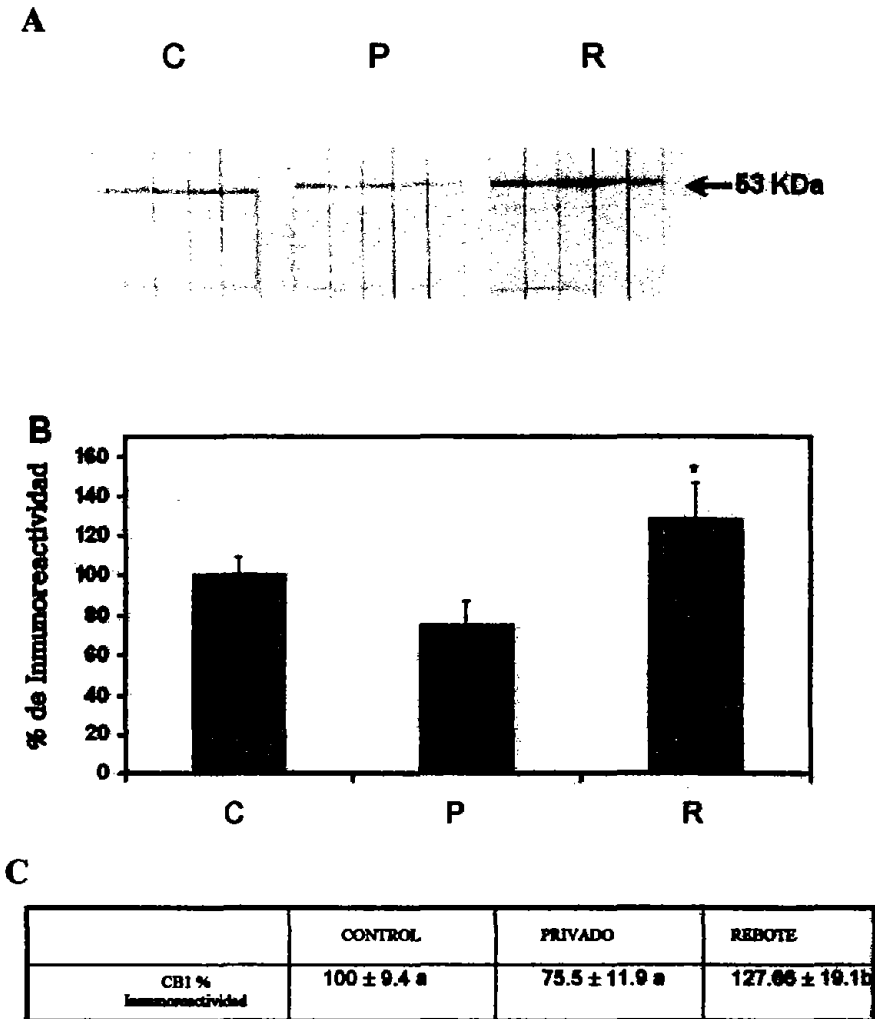 A
C P R
53 KDa
B
% de Inmunoreactividad
160
140
120
100
80
60
40
20
0
*
C P R
C
CONTROL PRIVADO REBOTE
CB1 % 100 ± 9.4 a 75.5 ± 11.9 a 127.66 ± 19.1b
Inmunoreactividad